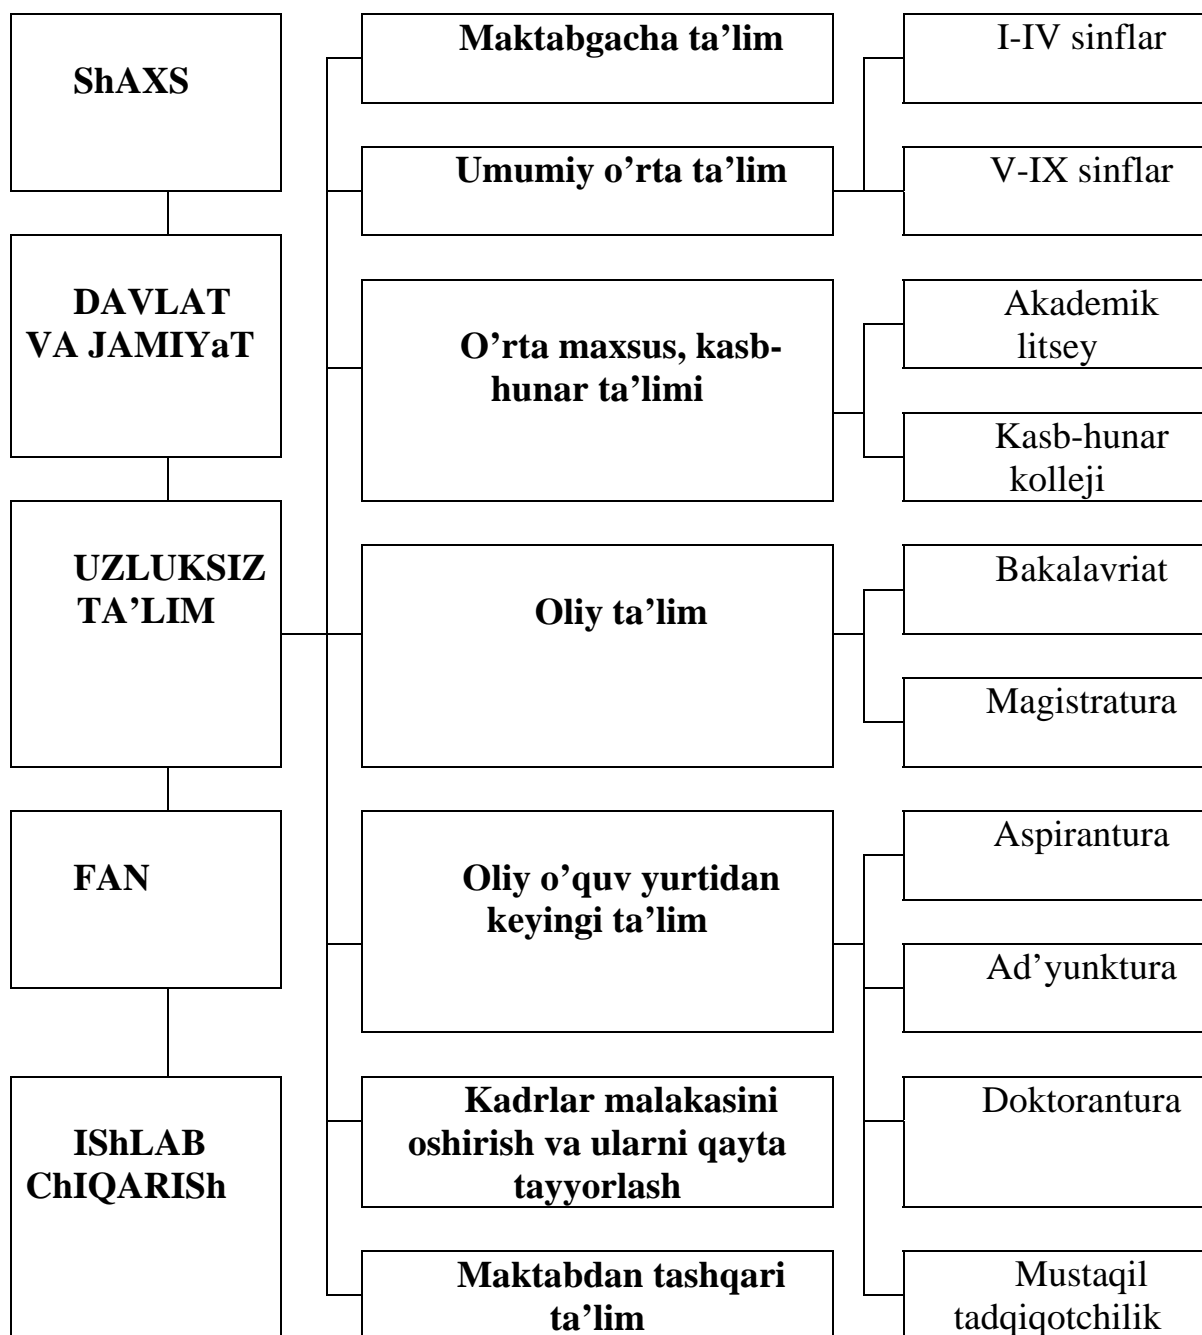 ShAXS
DAVLAT
VA JAMIYaT
UZLUKSIZ
TA’LIM
FAN
IShLAB
ChIQARISh
Maktabgacha ta’lim
Umumiy o’rta ta’lim
O’rta maxsus, kasb-
hunar ta’limi
Oliy ta’lim
Oliy o’quv yurtidan
keyingi ta’lim
Kadrlar malakasini
oshirish va ularni qayta
tayyorlash
Maktabdan tashqari
ta’lim
I-IV sinflar
V-IX sinflar
Akademik
litsey
Kasb-hunar
kolleji
Bakalavriat
Magistratura
Aspirantura
Ad’yunktura
Doktorantura
Mustaqil
tadqiqotchilik